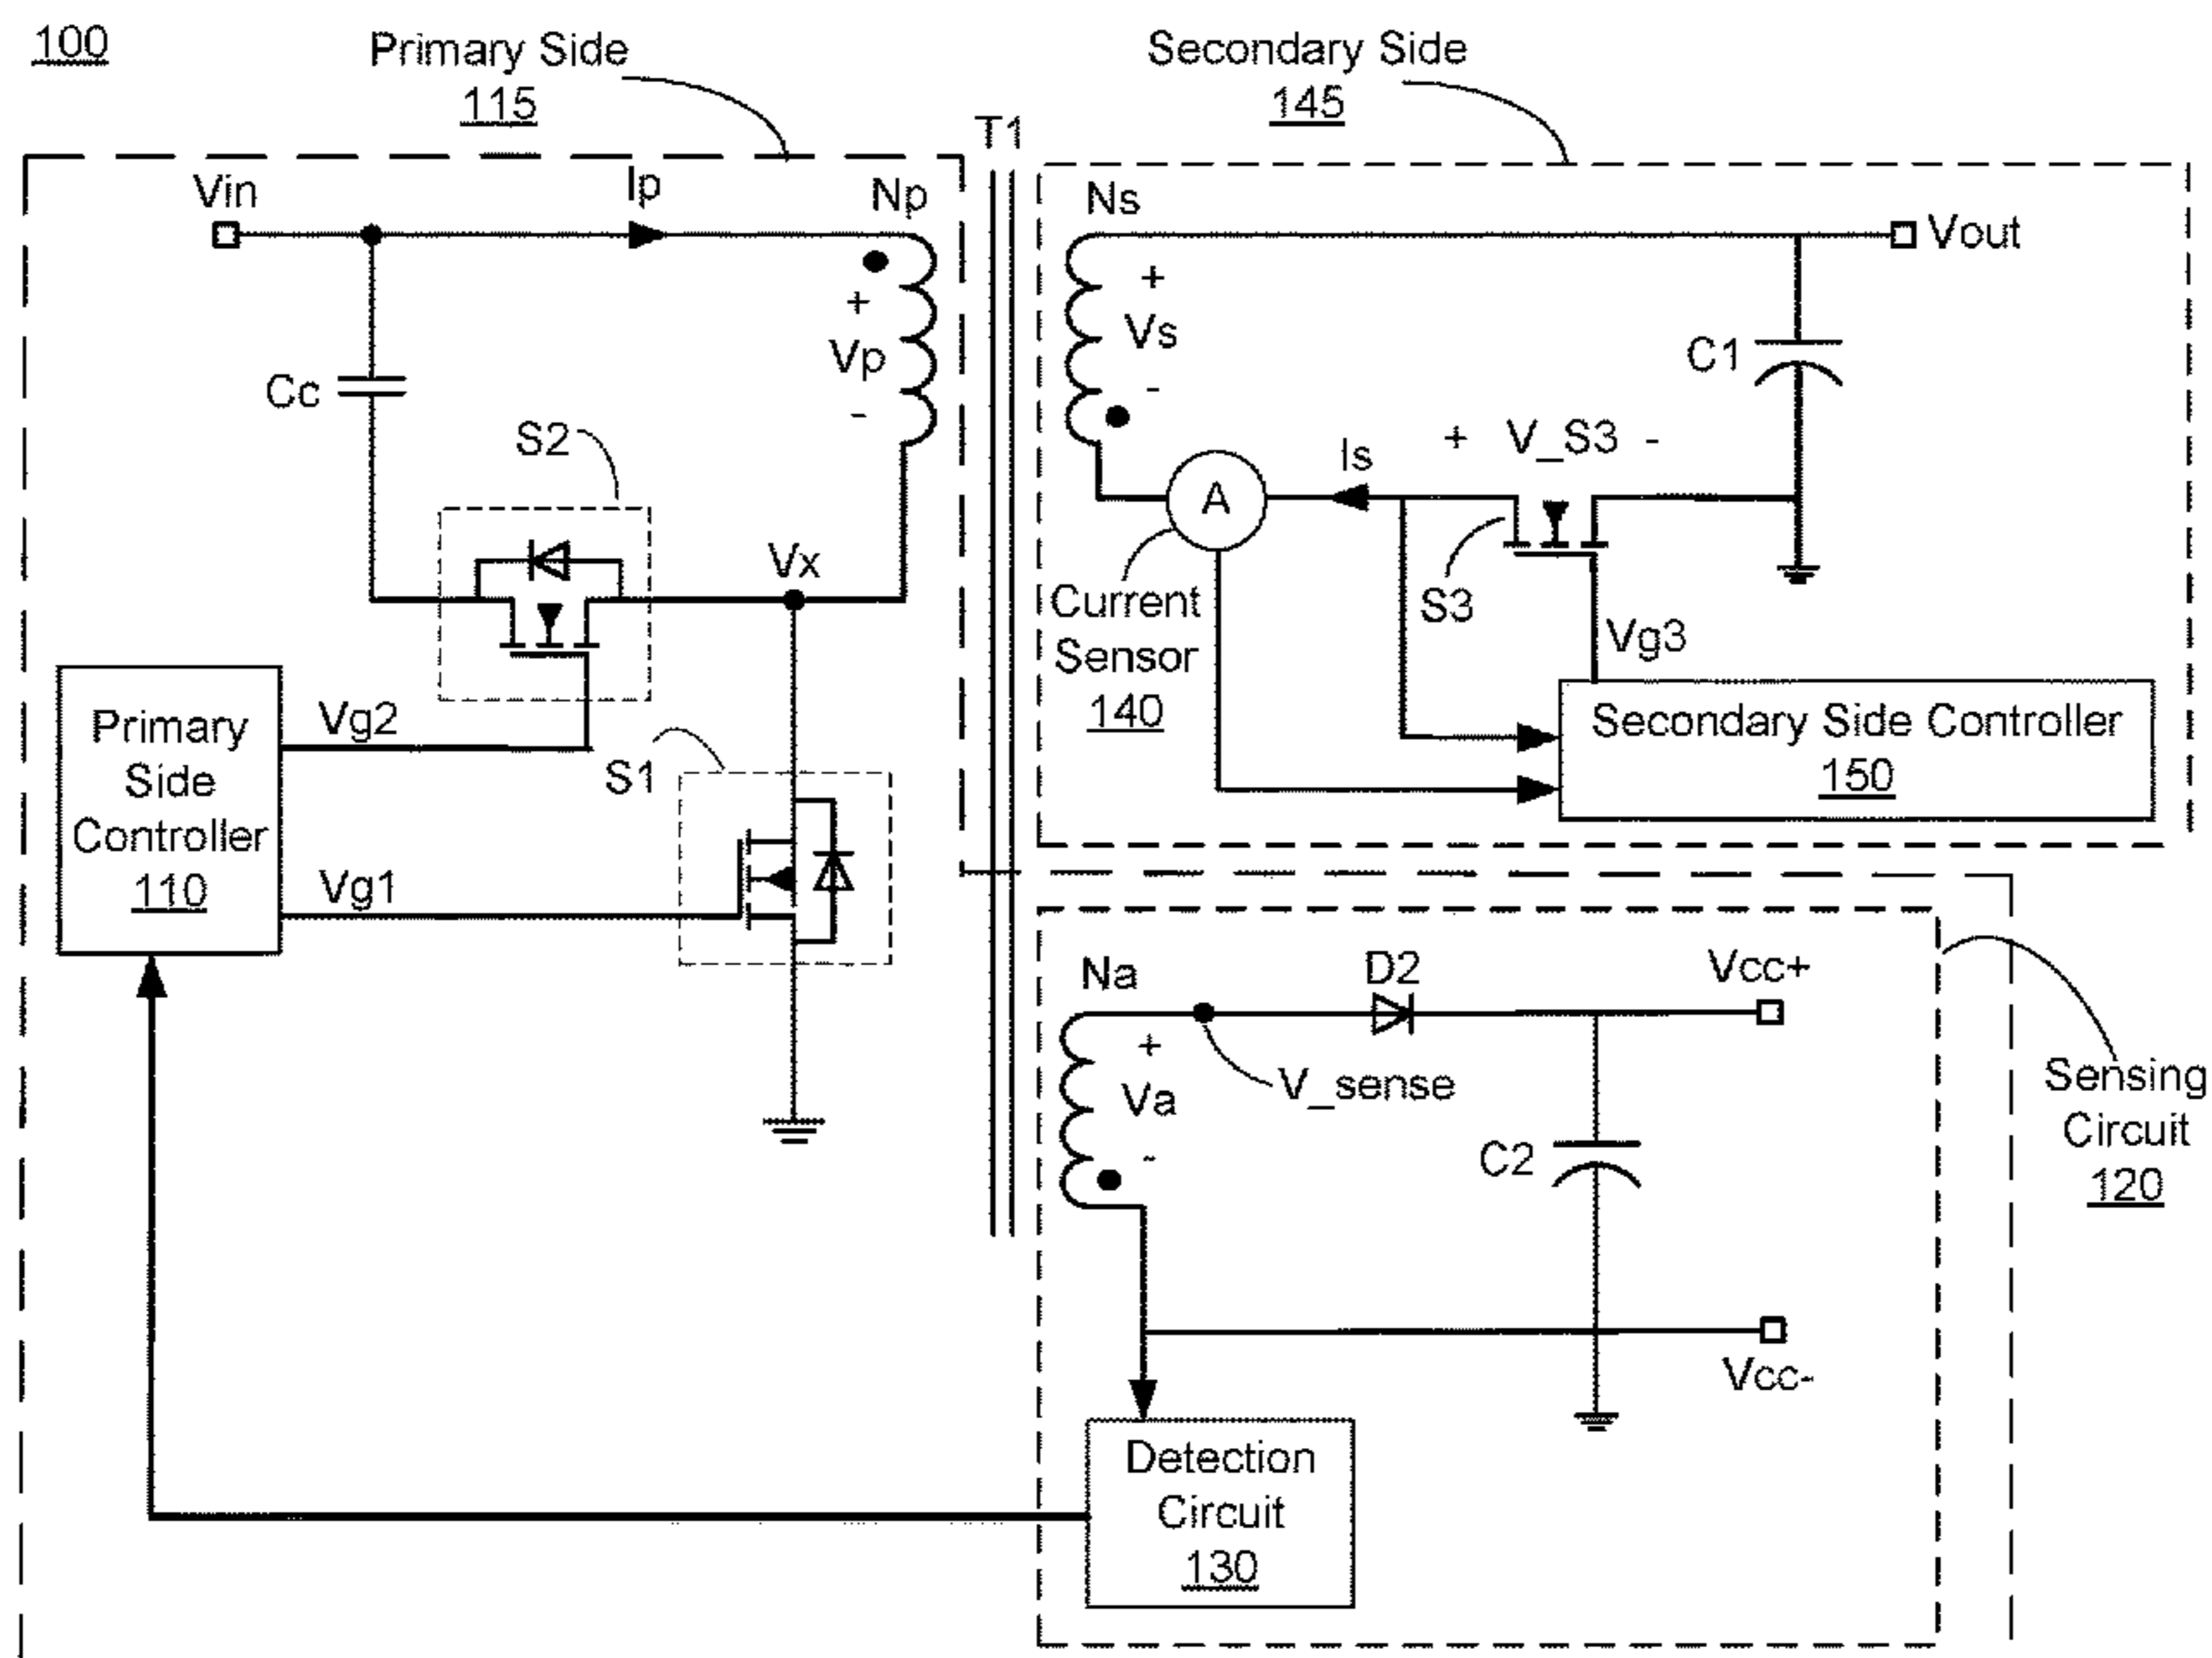 100
Primary Side
115
Secondary Side
145
T1
Vin
Ip
Np
Ns
Vout
+
Vp
-
+
Vs
-
Cc
C1
S2
Is
+ V_S3 -
A
Vx
Current
Sensor
140
S3
Vg3
Primary
Side
Controller
110
Vg2
S1
Secondary Side Controller
150
Vg1
Na
D2
Vcc+
+
Va
-
V_sense
C2
Sensing
Circuit
120
Vcc-
Detection
Circuit
130